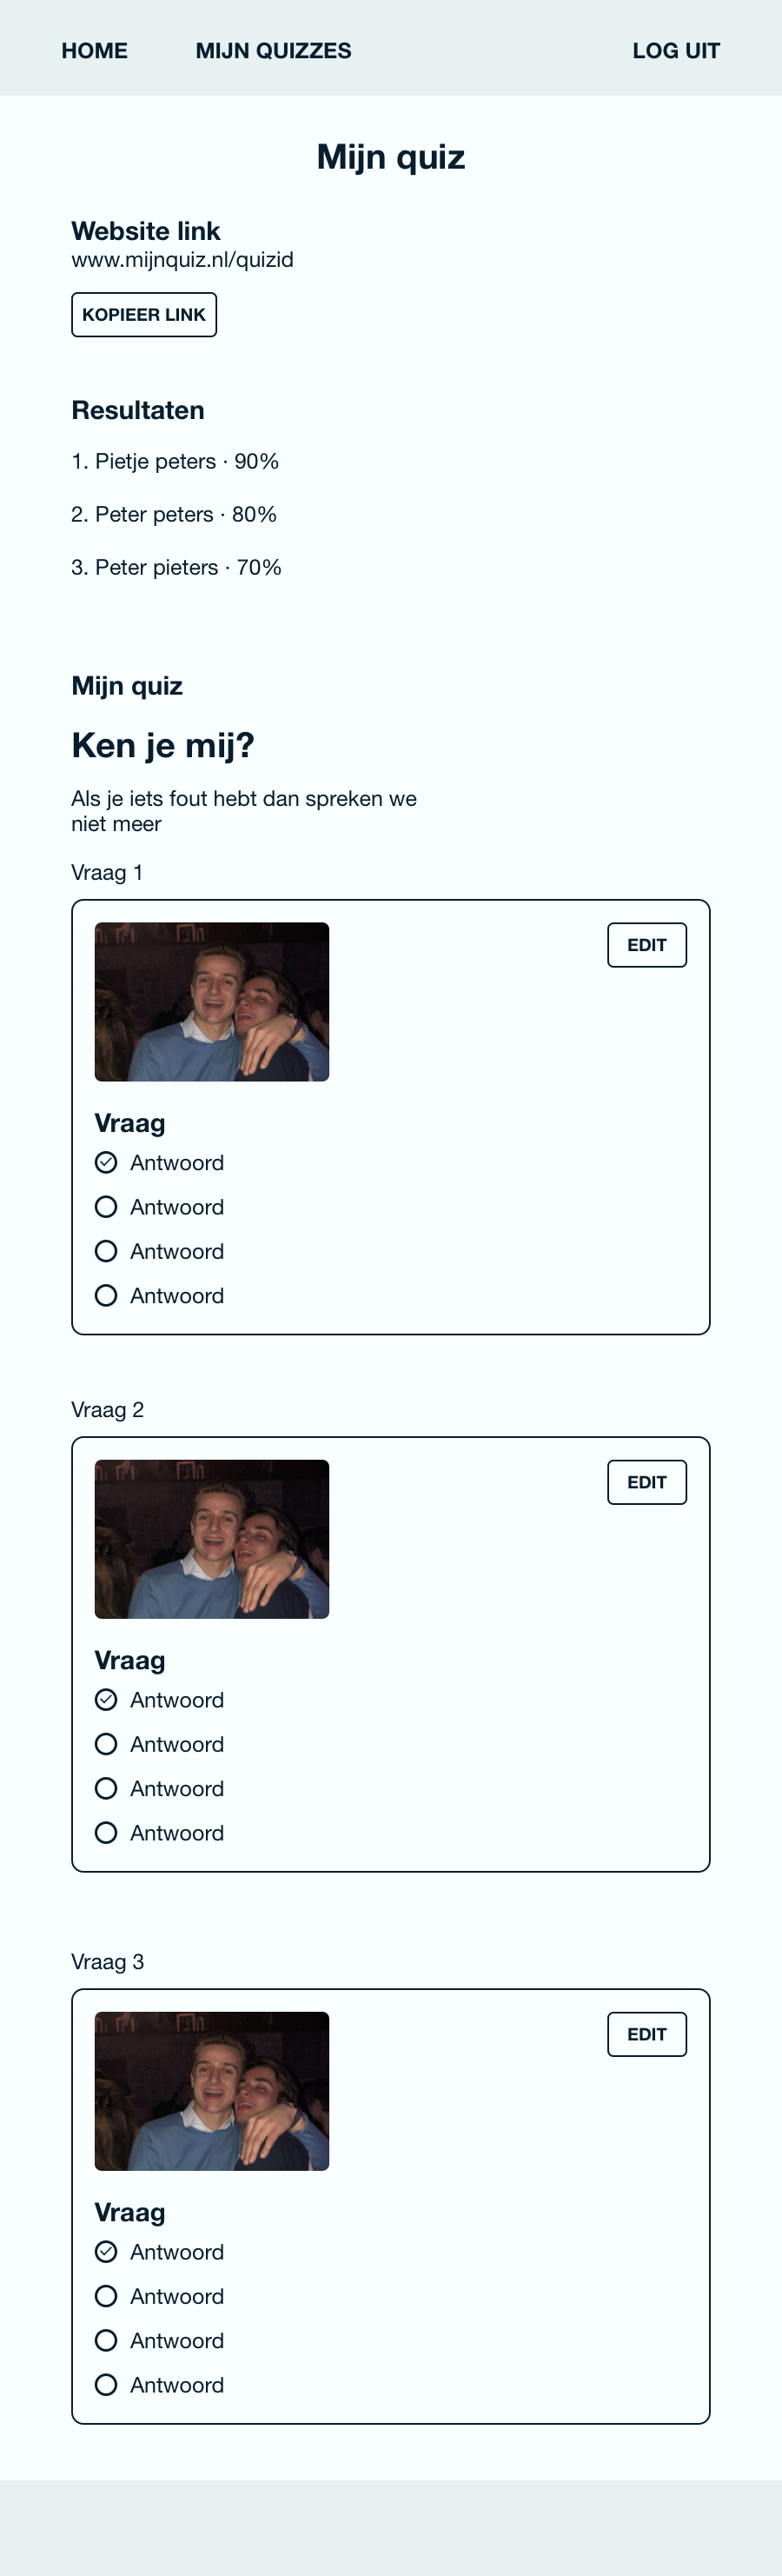 HOME MIJN QUIZZES LOG UIT
Mijn quiz
Website link
www.mijnquiz.nl/quizid
KOPIEER LINK
Resultaten
1. Pietje peters · 90%
2. Peter peters · 80%
3. Peter pieters · 70%
Mijn quiz
Ken je mij?
Als je iets fout hebt dan spreken we
niet meer
Vraag 1
EDIT
Vraag
Antwoord
Antwoord
Antwoord
Antwoord
Vraag 2
EDIT
Vraag
Antwoord
Antwoord
Antwoord
Antwoord
Vraag 3
EDIT
Vraag
Antwoord
Antwoord
Antwoord
Antwoord